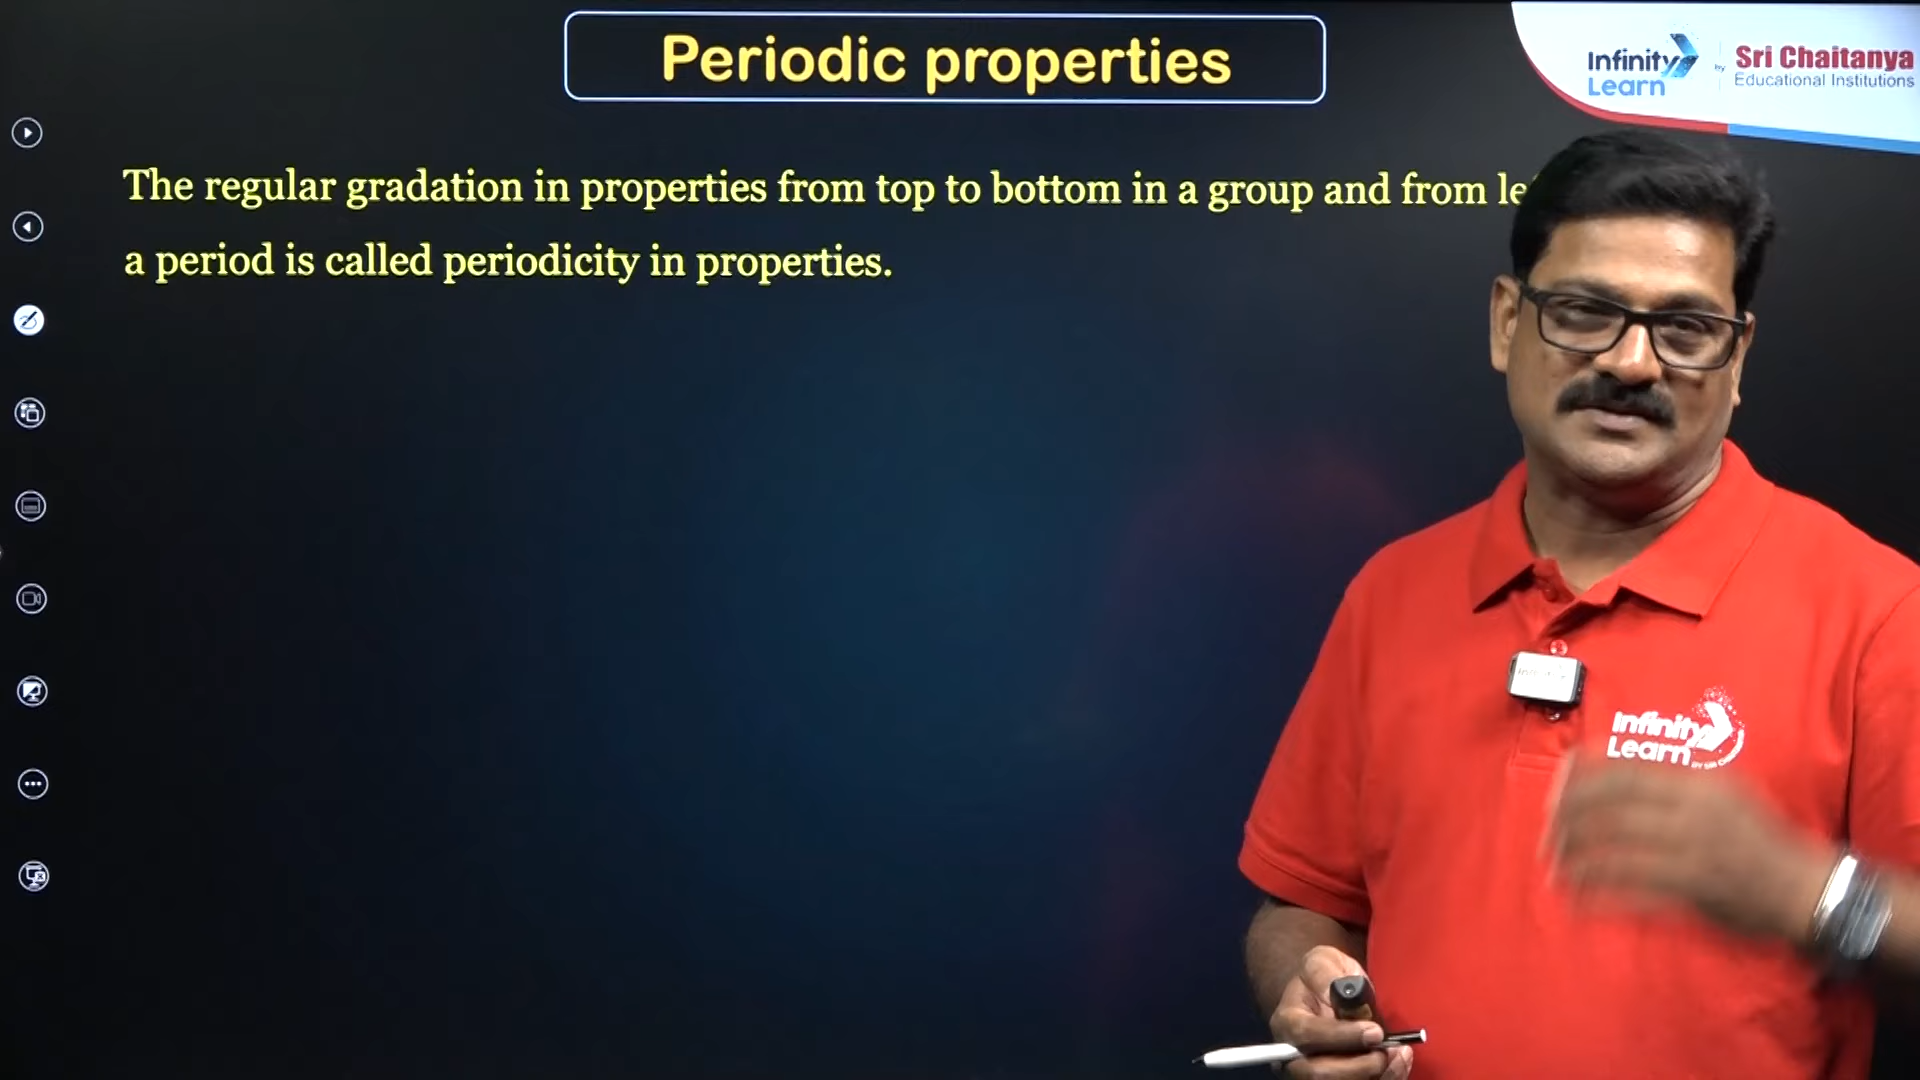 Periodic properties
Infinity Learn
by
Sri Chaitanya
Educational Institutions
The regular gradation in properties from top to bottom in a group and from
a period is called periodicity in properties.
Infinity
Learn